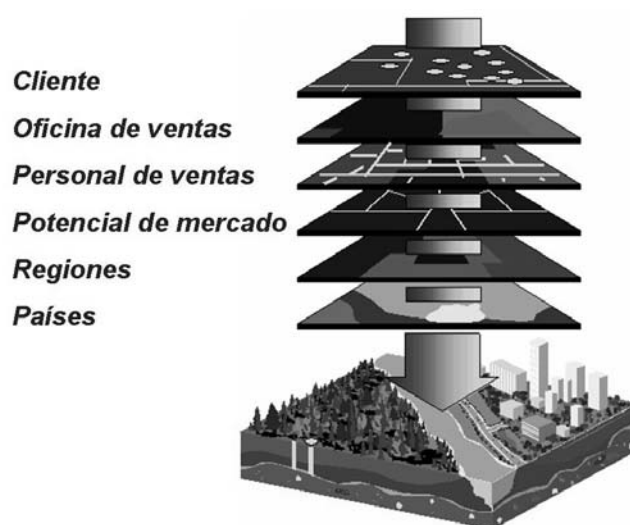 Cliente
Oficina de ventas
Personal de ventas
Potencial de mercado
Regiones
Países